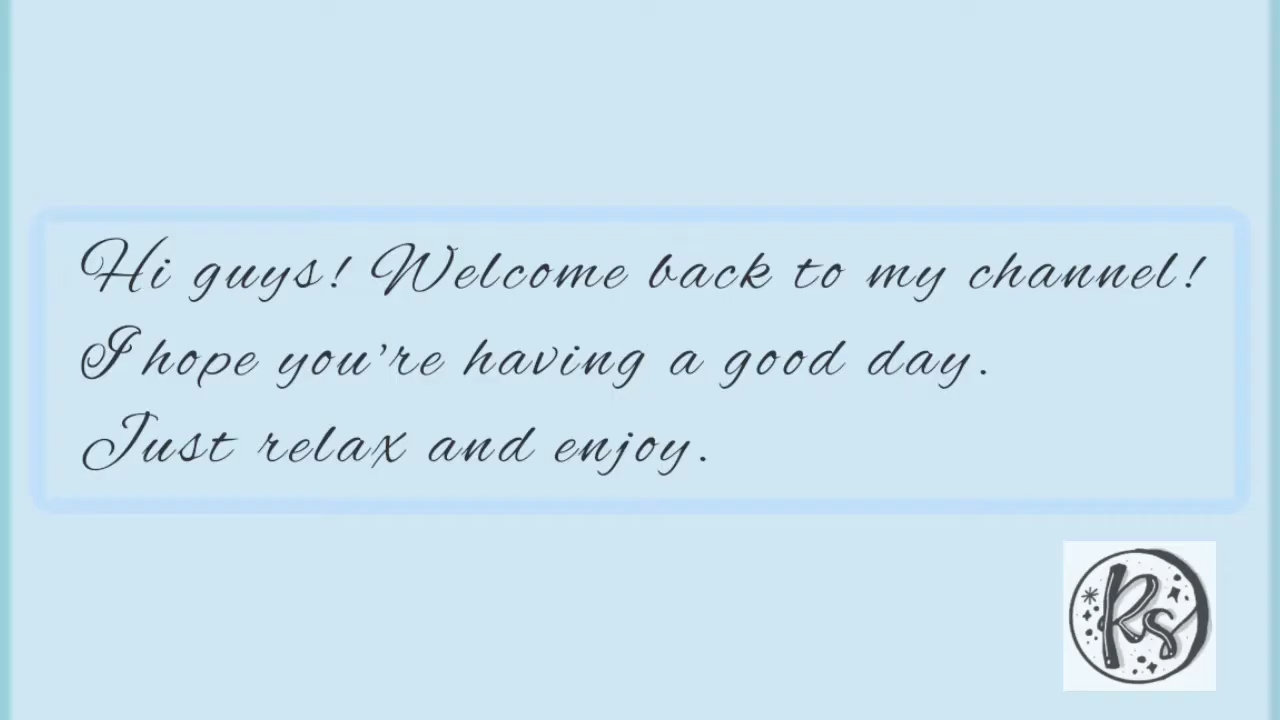 Hi guys! Welcome back to my channel!
I hope you're having a good day.
Just relax and enjoy.
Rs